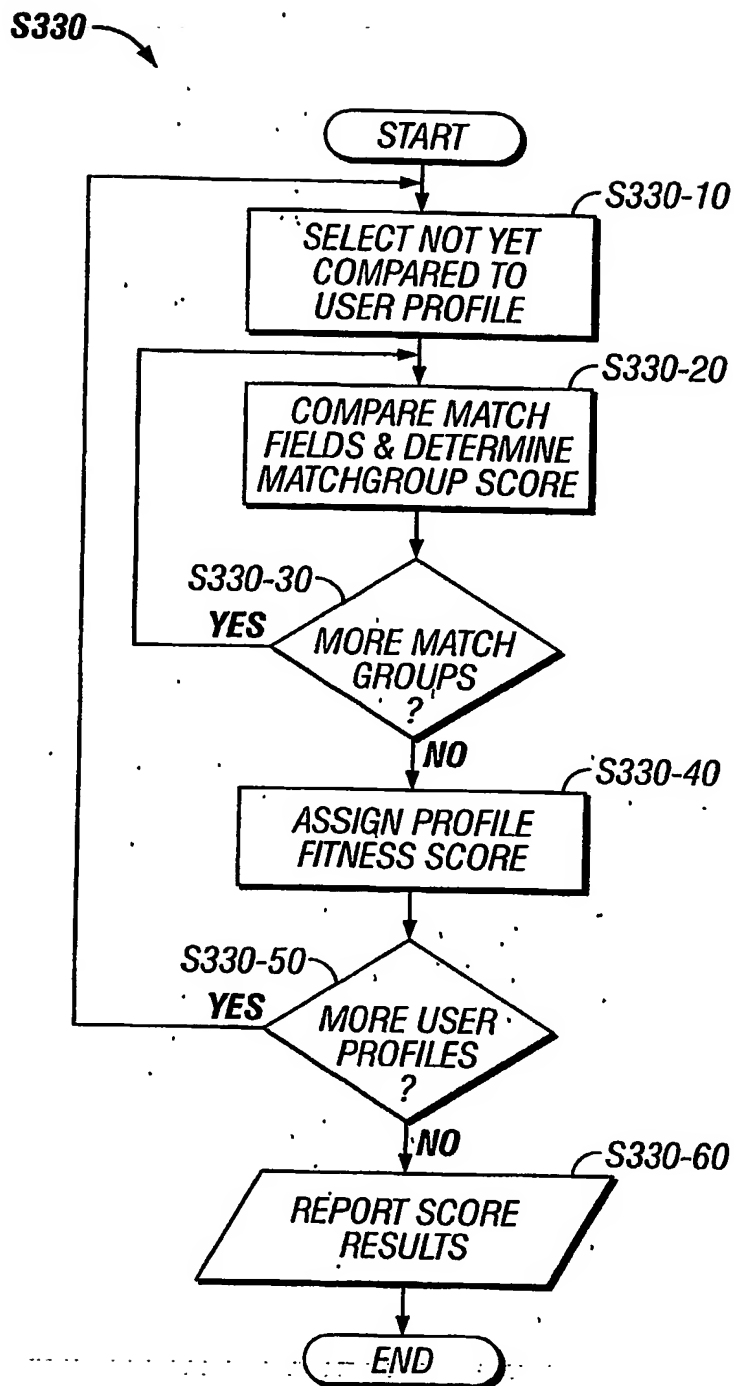 S330
START
S330-10
SELECT NOT YET
COMPARED TO
USER PROFILE
S330-20
COMPARE MATCH
FIELDS & DETERMINE
MATCHGROUP SCORE
S330-30
YES
MORE MATCH
GROUPS
?
NO
S330-40
ASSIGN PROFILE
FITNESS SCORE
S330-50
YES
MORE USER
PROFILES
?
NO
S330-60
REPORT SCORE
RESULTS
END